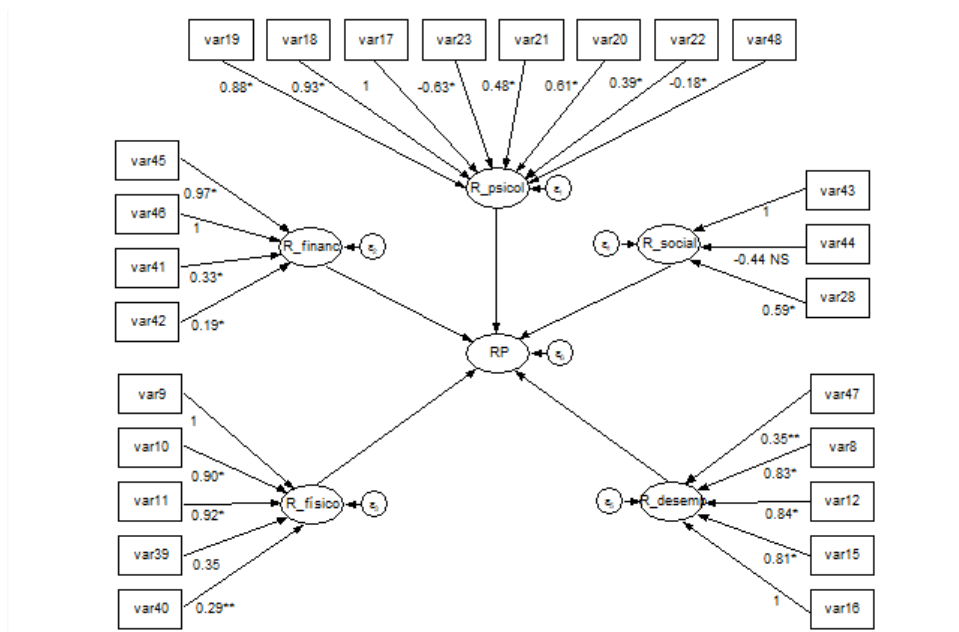 var19 var18 var17 var23 var21 var20 var22 var48
0.88* 0.93* 1 -0.63* 0.48* 0.61* 0.39* -0.18*
R_psicol
var45
0.97*
var46
1
var41
0.33*
var42
0.19*
R_financ
var43
1
var44
-0.44 NS
var28
0.59*
R_social
RP
var9
1
var10
0.90*
var11
0.92*
var39
0.35
var40
0.29**
R_físico
var47
0.35**
var8
0.83*
var12
0.84*
var15
0.81*
var16
1
R_desemp